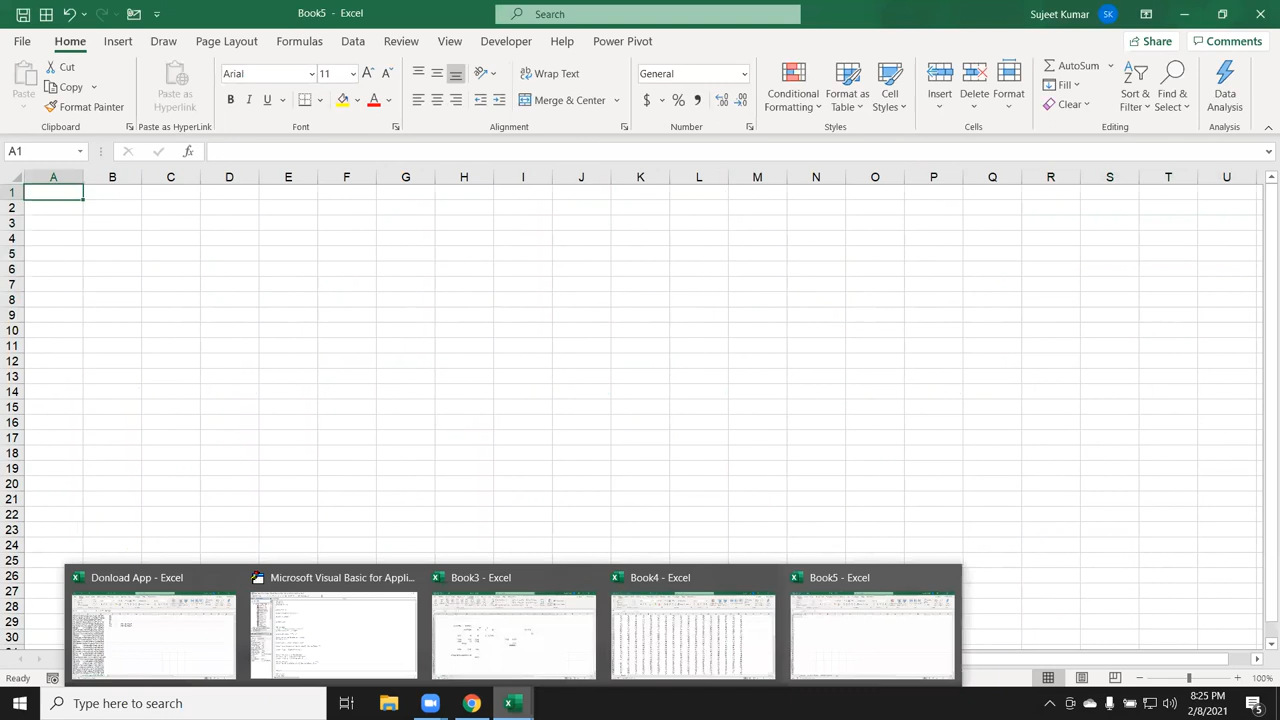 Book5 - Excel
Search
Sujeet Kumar
SK
File Home Insert Draw Page Layout Formulas Data Review View Developer Help Power Pivot
Share
Comments
Paste
Cut
Copy
Format Painter
Clipboard
Paste as Hyperlink
Paste as HyperLink
Arial 11
B I U
Font
Wrap Text
Merge & Center
Alignment
General
$ % ,
Number
Conditional Formatting
Format as Table
Cell Styles
Styles
Insert
Delete
Format
Cells
AutoSum
Fill
Clear
Sort & Filter
Find & Select
Editing
Data Analysis
Analysis
A1
fx
A B C D E F G H I J K L M N O P Q R S T U
1
2
3
4
5
6
7
8
9
10
11
12
13
14
15
16
17
18
19
20
21
22
23
24
25
26
27
28
29
30
Donload App - Excel
Microsoft Visual Basic for Appli...
Book3 - Excel
Book4 - Excel
Book5 - Excel
Ready
100%
Type here to search
8:25 PM
2/8/2021
5